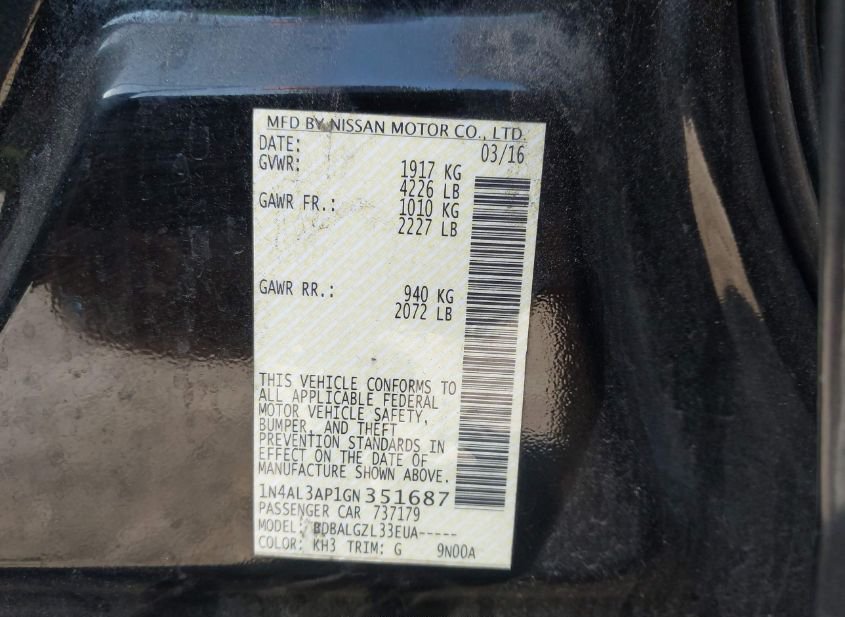 MFD BY NISSAN MOTOR CO., LTD.
DATE: 03/16
GVWR: 1917 KG
4226 LB
GAWR FR.: 1010 KG
2227 LB
GAWR RR.: 940 KG
2072 LB
THIS VEHICLE CONFORMS TO
ALL APPLICABLE FEDERAL
MOTOR VEHICLE SAFETY,
BUMPER, AND THEFT
PREVENTION STANDARDS IN
EFFECT ON THE DATE OF
MANUFACTURE SHOWN ABOVE.
1N4AL3AP1GN351687
PASSENGER CAR 737179
MODEL: BDBALGZL33EUA-----
COLOR: KH3 TRIM: G 9N00A